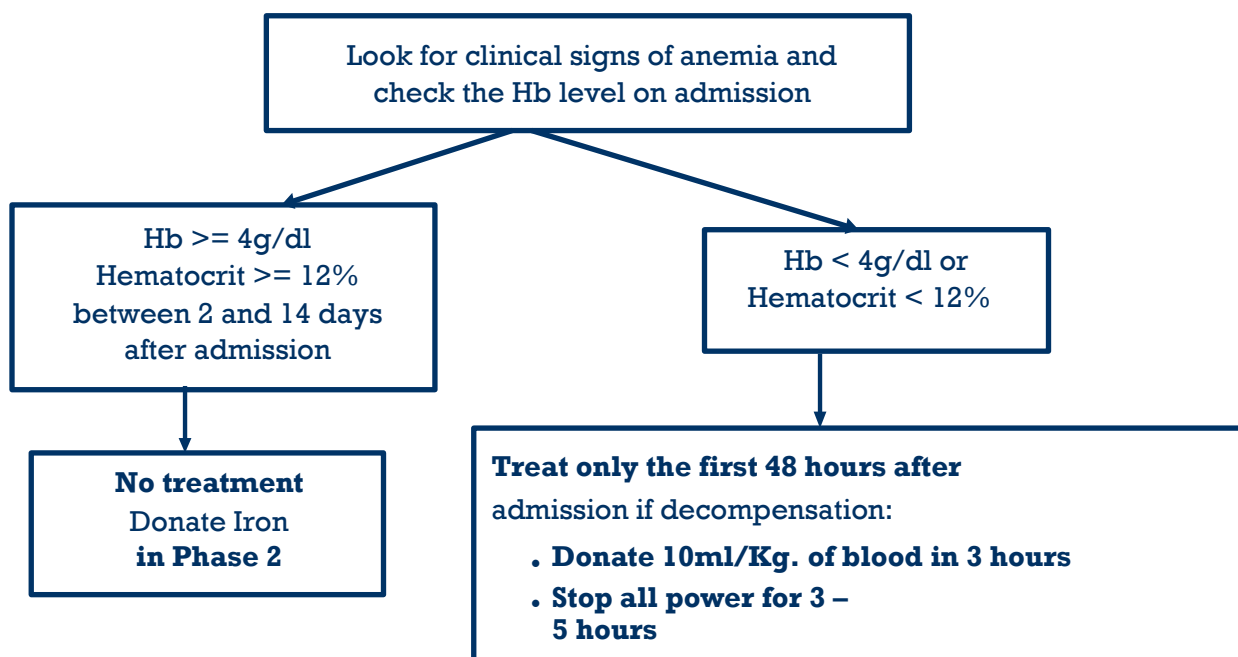 Look for clinical signs of anemia and
check the Hb level on admission
Hb >= 4g/dl
Hematocrit >= 12%
between 2 and 14 days
after admission
Hb < 4g/dl or
Hematocrit < 12%
No treatment
Donate Iron
in Phase 2
Treat only the first 48 hours after
admission if decompensation:
. Donate 10ml/Kg. of blood in 3 hours
. Stop all power for 3 –
5 hours